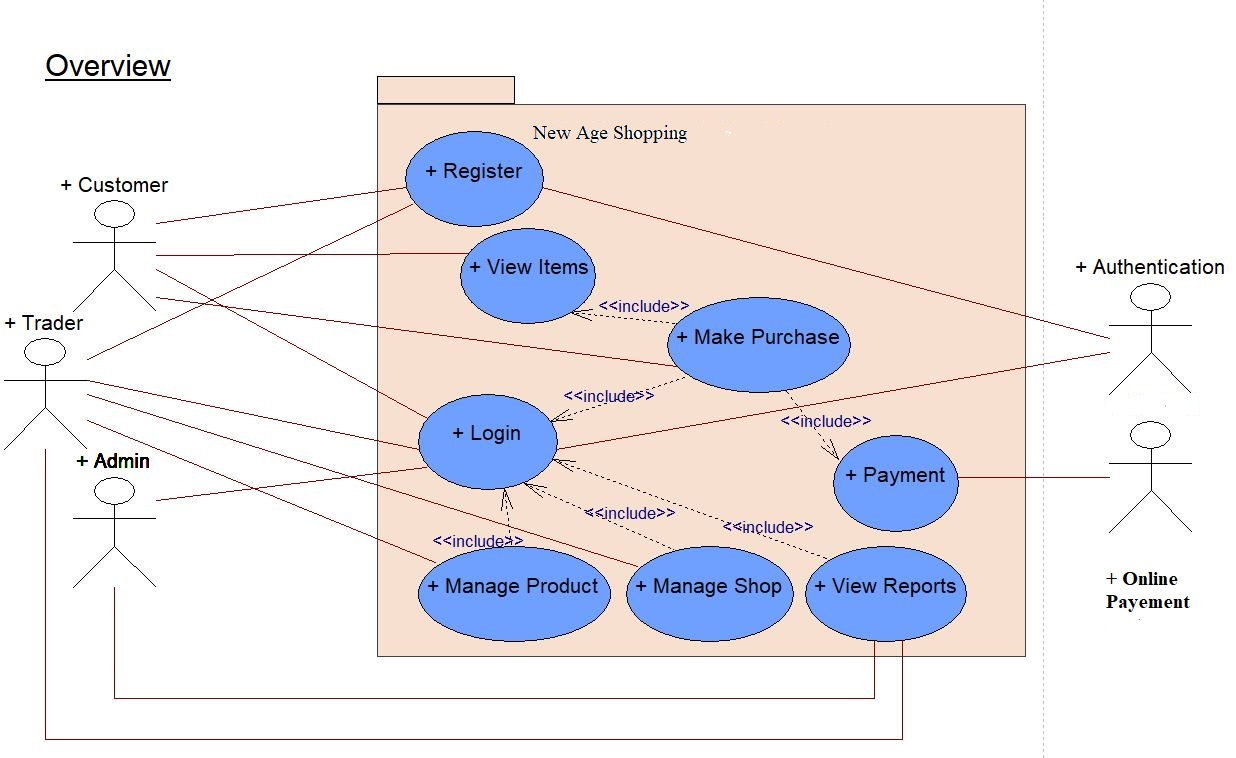 Overview
New Age Shopping
+ Register
+ Customer
+ View Items
+ Authentication
<<include>>
+ Trader
+ Make Purchase
<<include>>
<<include>>
+ Login
+ Admin
+ Payment
<<include>>
<<include>>
<<include>>
+ Manage Product
+ Manage Shop
+ View Reports
+ Online
Payement